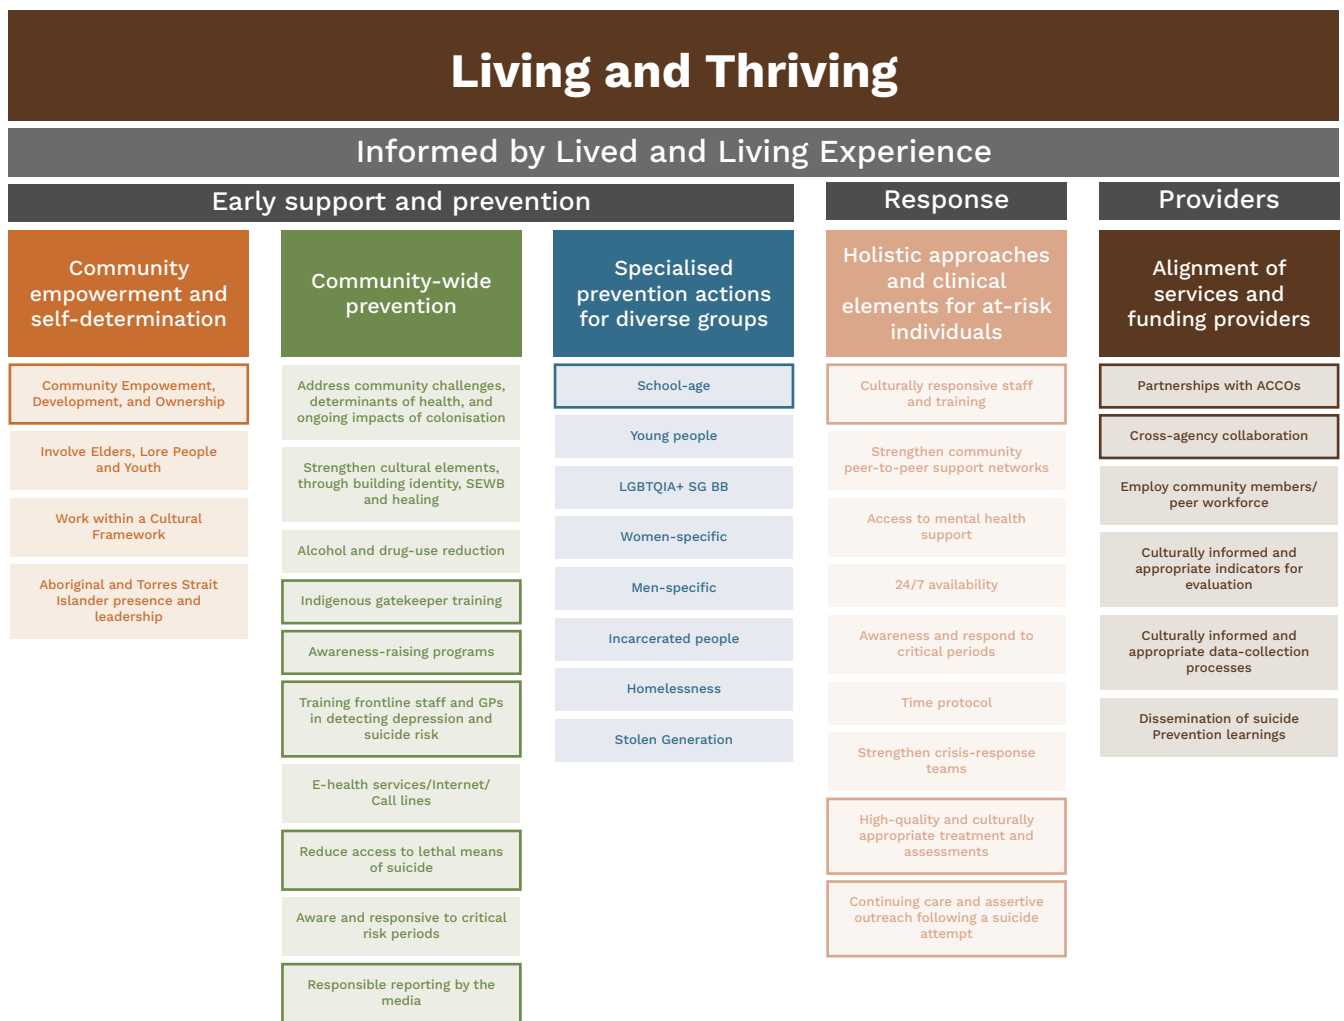 Living and Thriving
Informed by Lived and Living Experience
Early support and prevention
Response
Providers
Community
empowerment and
self-determination
Community Empowement,
Development, and Ownership
Involve Elders, Lore People
and Youth
Work within a Cultural
Framework
Aboriginal and Torres Strait
Islander presence and
leadership
Community-wide
prevention
Address community challenges,
determinants of health, and
ongoing impacts of colonisation
Strengthen cultural elements,
through building identity, SEWB
and healing
Alcohol and drug-use reduction
Indigenous gatekeeper training
Awareness-raising programs
Training frontline staff and GPs
in detecting depression and
suicide risk
E-health services/Internet/
Call lines
Reduce access to lethal means
of suicide
Aware and responsive to critical
risk periods
Responsible reporting by the
media
Specialised
prevention actions
for diverse groups
School-age
Young people
LGBTQIA+ SG BB
Women-specific
Men-specific
Incarcerated people
Homelessness
Stolen Generation
Holistic approaches
and clinical
elements for at-risk
individuals
Culturally responsive staff
and training
Strengthen community
peer-to-peer support networks
Access to mental health
support
24/7 availability
Awareness and respond to
critical periods
Time protocol
Strengthen crisis-response
teams
High-quality and culturally
appropriate treatment and
assessments
Continuing care and assertive
outreach following a suicide
attempt
Alignment of
services and
funding providers
Partnerships with ACCOs
Cross-agency collaboration
Employ community members/
peer workforce
Culturally informed and
appropriate indicators for
evaluation
Culturally informed and
appropriate data-collection
processes
Dissemination of suicide
Prevention learnings